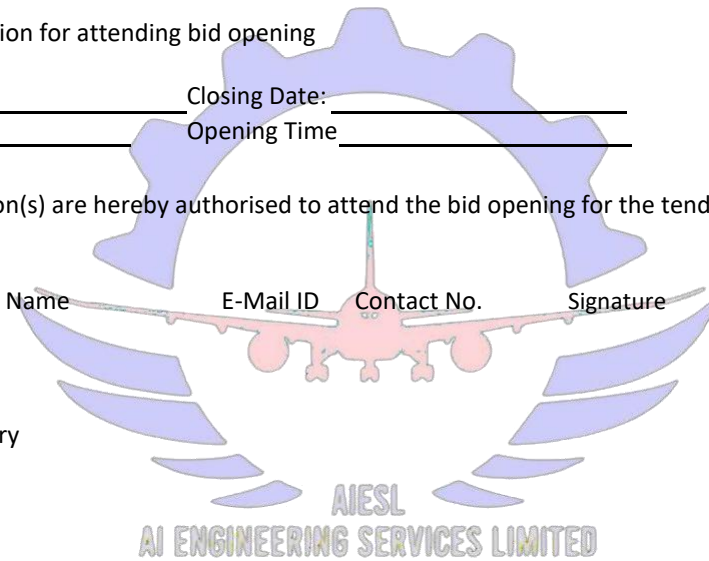 ion for attending bid opening
Closing Date:
Opening Time
on(s) are hereby authorised to attend the bid opening for the tend
Name E-Mail ID Contact No. Signature
ry
AIESL
AI ENGINEERING SERVICES LIMITED